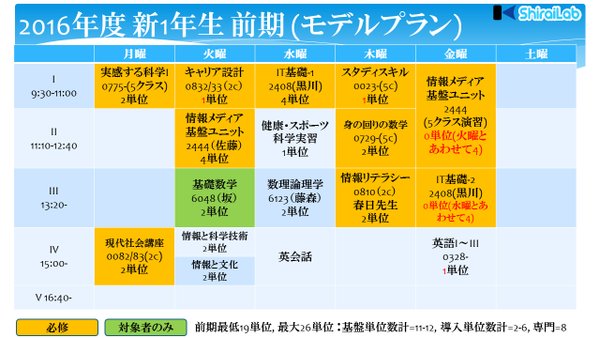 2016年度 新1年生 前期 (モデルプラン)
ShiraiLab
月曜 火曜 水曜 木曜 金曜 土曜
I
9:30-11:00
実感する科学I
0775-(5クラス)
2単位
キャリア設計
0832/33 (2c)
1単位
IT基礎-1
2408(黒川)
4単位
スタディスキル
0023-(5c)
1単位
情報メディア
基盤ユニット
2444
(5クラス演習)
0単位(火曜と
あわせて4)
II
11:10-12:40
情報メディア
基盤ユニット
2444 (佐藤)
4単位
健康・スポーツ
科学実習
1単位
身の回りの数学
0729-(5c)
2単位
III
13:20-
基礎数学
6048 (坂)
2単位
数理論理学
6123 (藤森)
2単位
情報リテラシー
0810 (2c)
春日先生
2単位
IT基礎-2
2408(黒川)
0単位(水曜とあ
わせて4)
IV
15:00-
現代社会講座
0082/83(2c)
2単位
情報と科学技術
2単位
情報と文化
2単位
英会話
英語I～III
0328-
1単位
V 16:40-
必修
対象者のみ
前期最低19単位, 最大26単位：基盤単位数計=11-12, 導入単位数計=2-6, 専門=8